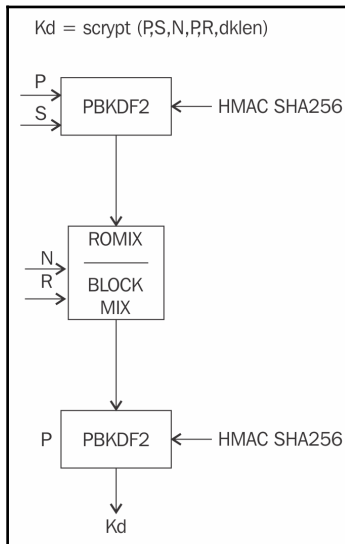 Kd = scrypt (P,S,N,P,R,dklen)
P
S
PBKDF2
HMAC SHA256
ROMIX
N
R
BLOCK
MIX
P
PBKDF2
HMAC SHA256
Kd